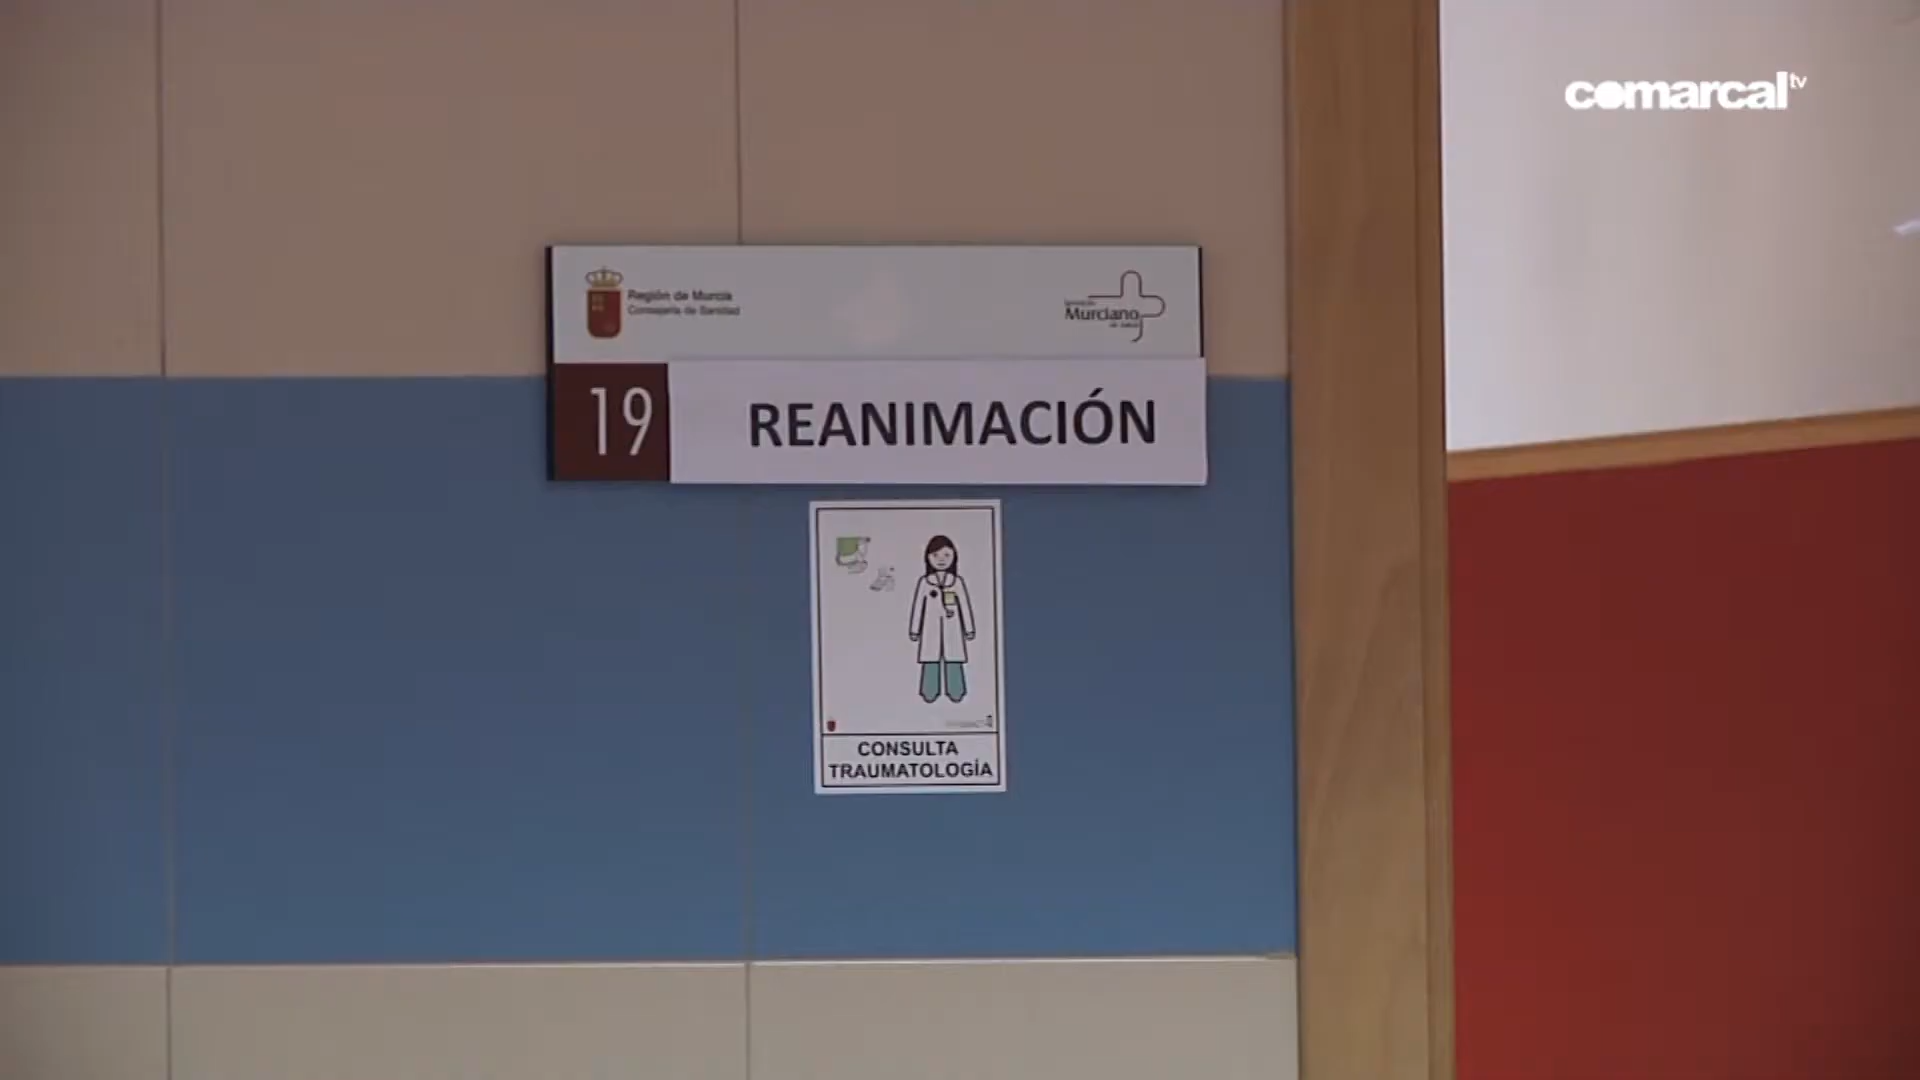 comarcal tv
Región de Murcia
Consejería de Sanidad
Murciano
19
REANIMACIÓN
CONSULTA
TRAUMATOLOGÍA